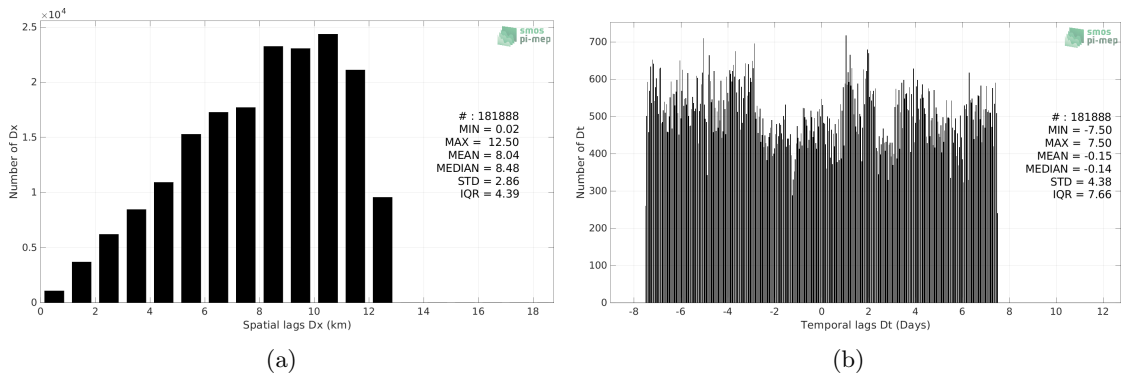 ×10⁴
2.5
2
1.5
1
0.5
0
0 2 4 6 8 10 12 14 16 18
Number of Dx
Spatial lags Dx (km)
smos
pi-mep
# : 181888
MIN = 0.02
MAX = 12.50
MEAN = 8.04
MEDIAN = 8.48
STD = 2.86
IQR = 4.39
(a)
700
600
500
400
300
200
100
0
-8 -6 -4 -2 0 2 4 6 8 10 12
Number of Dt
Temporal lags Dt (Days)
smos
pi-mep
# : 181888
MIN = -7.50
MAX = 7.50
MEAN = -0.15
MEDIAN = -0.14
STD = 4.38
IQR = 7.66
(b)